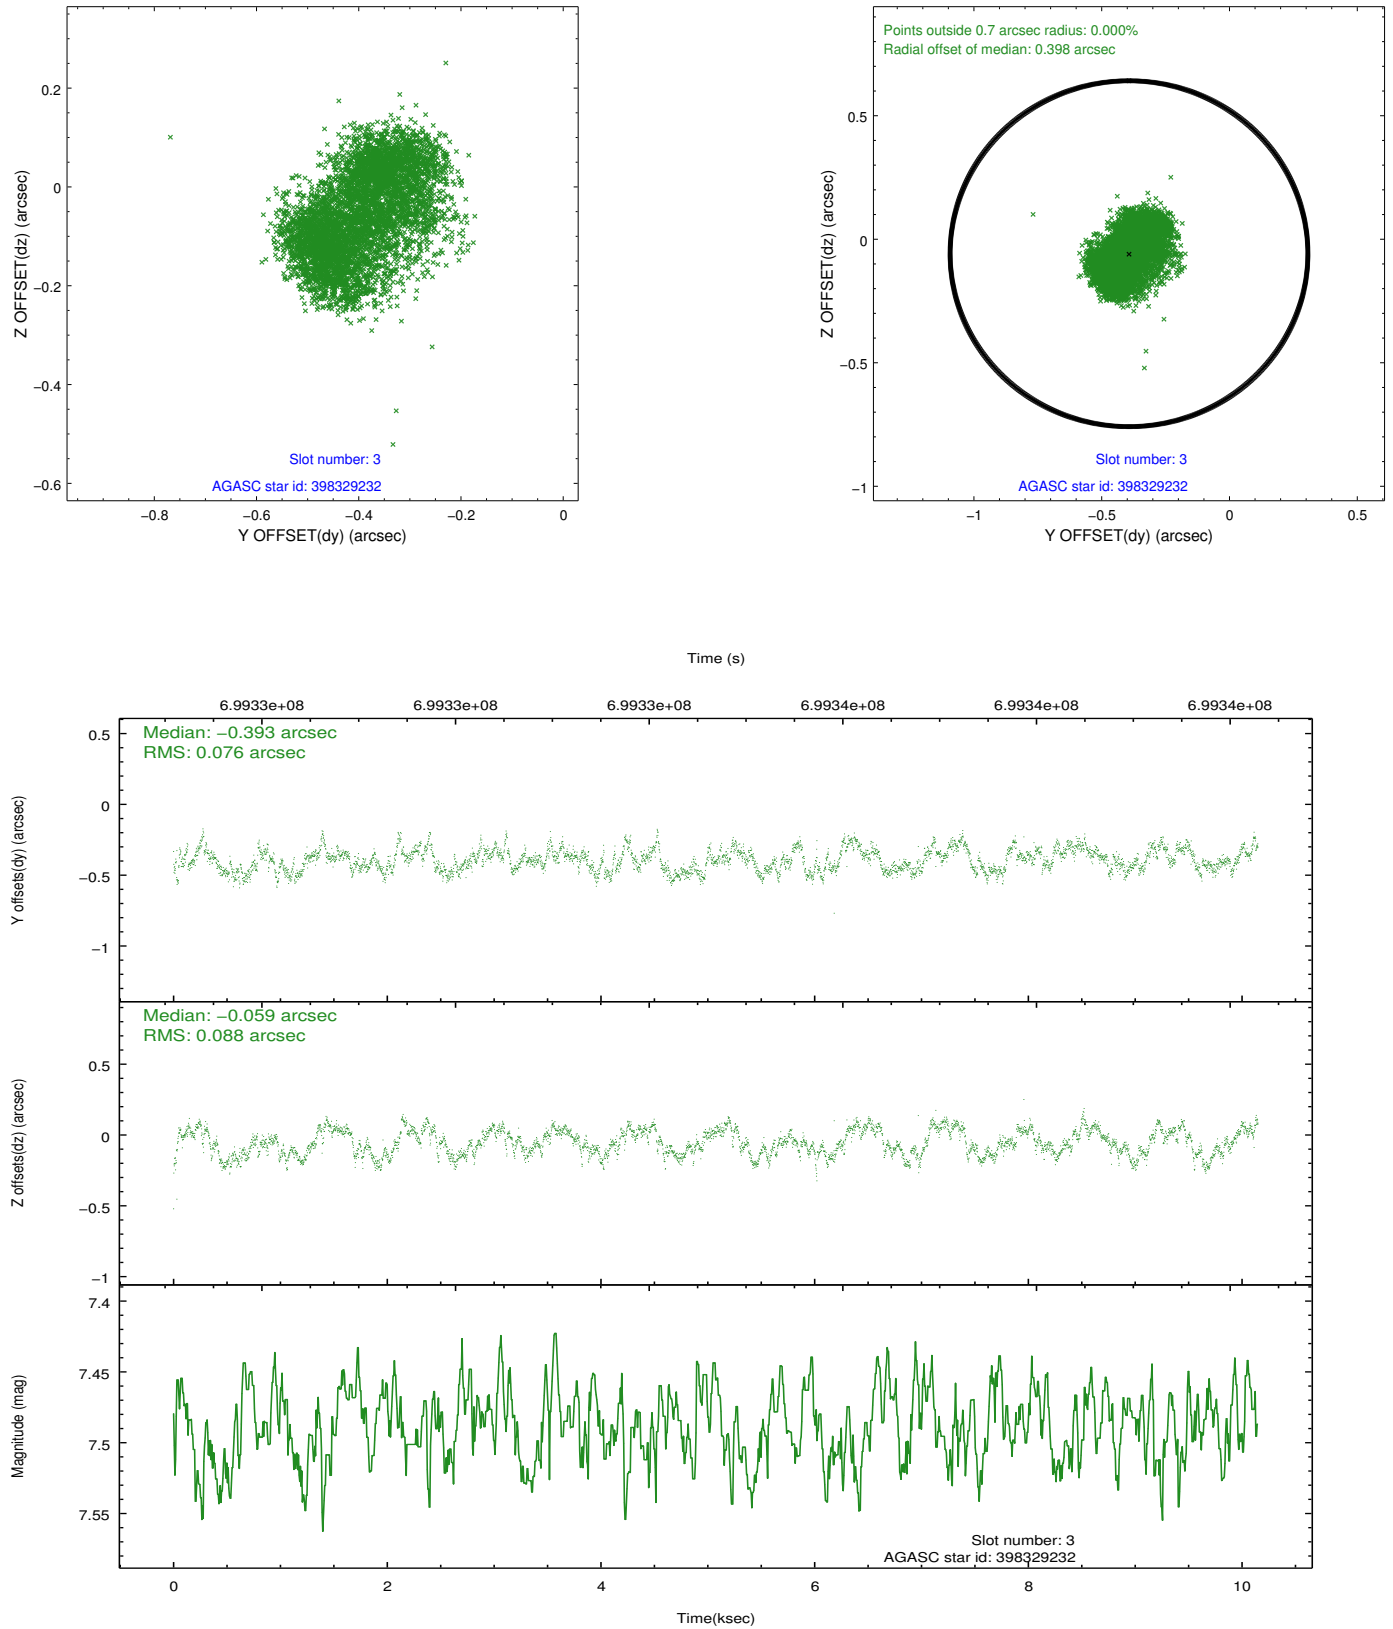 0.2
0
−0.2
−0.4
−0.6
Z OFFSET(dz) (arcsec)
Slot number: 3
AGASC star id: 398329232
−0.8
−0.6
−0.4
−0.2
0
Y OFFSET(dy) (arcsec)
Points outside 0.7 arcsec radius: 0.000%
Radial offset of median: 0.398 arcsec
0.5
0
−0.5
−1
Z OFFSET(dz) (arcsec)
Slot number: 3
AGASC star id: 398329232
−1
−0.5
0
0.5
Y OFFSET(dy) (arcsec)
Time (s)
6.9933e+08
6.9933e+08
6.9933e+08
6.9934e+08
6.9934e+08
6.9934e+08
Median: −0.393 arcsec
RMS: 0.076 arcsec
0.5
0
−0.5
−1
Y offsets(dy) (arcsec)
Median: −0.059 arcsec
RMS: 0.088 arcsec
0.5
0
−0.5
−1
Z offsets(dz) (arcsec)
7.4
7.45
7.5
7.55
Magnitude (mag)
Slot number: 3
AGASC star id: 398329232
0
2
4
6
8
10
Time(ksec)